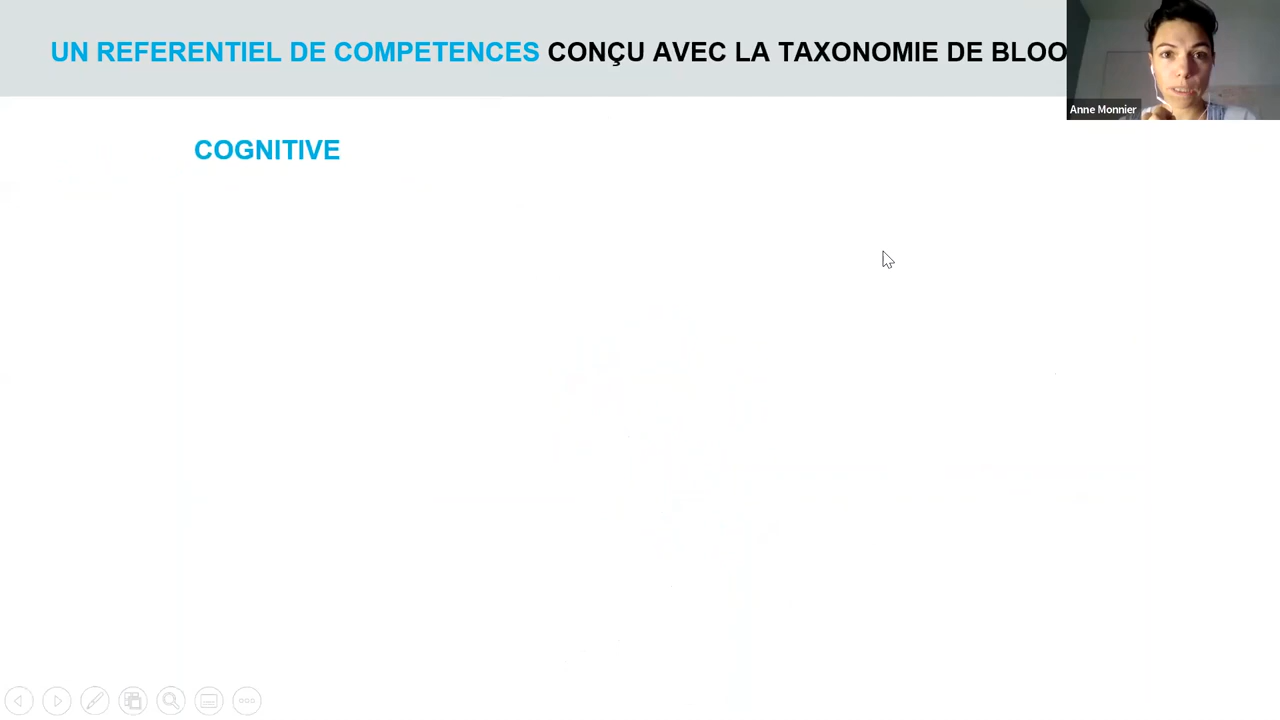 UN REFERENTIEL DE COMPETENCES CONÇU AVEC LA TAXONOMIE DE BLOO
Anne Monnier
COGNITIVE